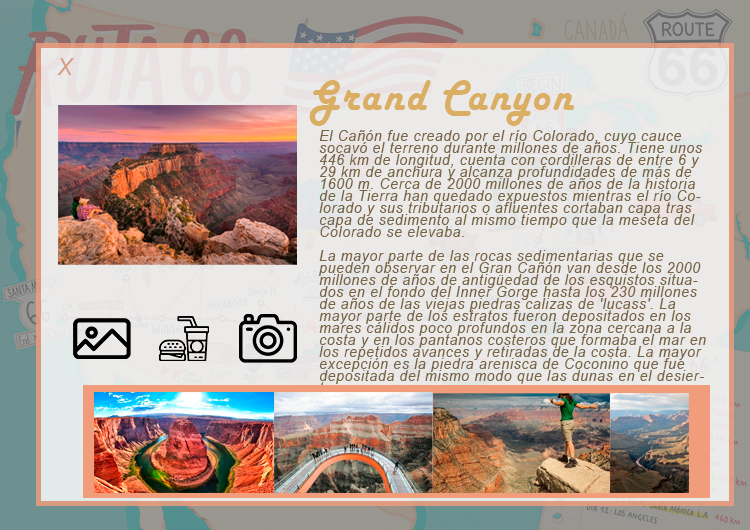 RUTA 66
CANADÁ
ROUTE
66
X
Grand Canyon
El Cañón fue creado por el río Colorado, cuyo cauce
socavó el terreno durante millones de años. Tiene unos
446 km de longitud, cuenta con cordilleras de entre 6 y
29 km de anchura y alcanza profundidades de más de
1600 m. Cerca de 2000 millones de años de la historia
de la Tierra han quedado expuestos mientras el río Co-
lorado y sus tributarios o afluentes cortaban capa tras
capa de sedimento al mismo tiempo que la meseta del
Colorado se elevaba.
La mayor parte de las rocas sedimentarias que se
pueden observar en el Gran Cañón van desde los 2000
millones de años de antigüedad de los esquistos situa-
dos en el fondo del Inner Gorge hasta los 230 millones
de años de las viejas piedras calizas de 'lucass'. La
mayor parte de los estratos fueron depositados en los
mares cálidos poco profundos en la zona cercana a la
costa y en los pantanos costeros que formaba el mar en
los repetidos avances y retiradas de la costa. La mayor
excepción es la piedra arenisca de Coconino que fue
depositada del mismo modo que las dunas en el desier-
DIA 12: LOS ANGELES